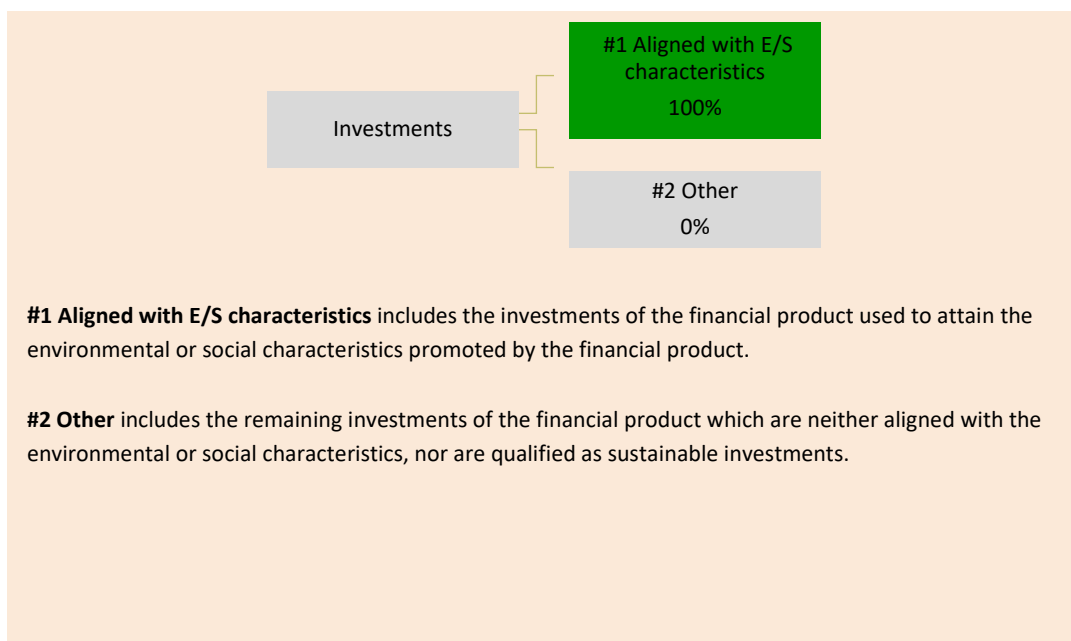 #1 Aligned with E/S
characteristics
100%
Investments
#2 Other
0%
#1 Aligned with E/S characteristics includes the investments of the financial product used to attain the
environmental or social characteristics promoted by the financial product.
#2 Other includes the remaining investments of the financial product which are neither aligned with the
environmental or social characteristics, nor are qualified as sustainable investments.